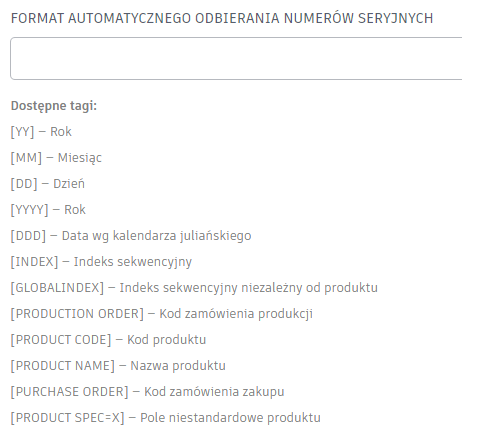 FORMAT AUTOMATYCZNEGO ODBIERANIA NUMERÓW SERYJNYCH
Dostępne tagi:
[YY] – Rok
[MM] – Miesiąc
[DD] – Dzień
[YYYY] – Rok
[DDD] – Data wg kalendarza juliańskiego
[INDEX] – Indeks sekwencyjny
[GLOBALINDEX] – Indeks sekwencyjny niezależny od produktu
[PRODUCTION ORDER] – Kod zamówienia produkcji
[PRODUCT CODE] – Kod produktu
[PRODUCT NAME] – Nazwa produktu
[PURCHASE ORDER] – Kod zamówienia zakupu
[PRODUCT SPEC=X] – Pole niestandardowe produktu